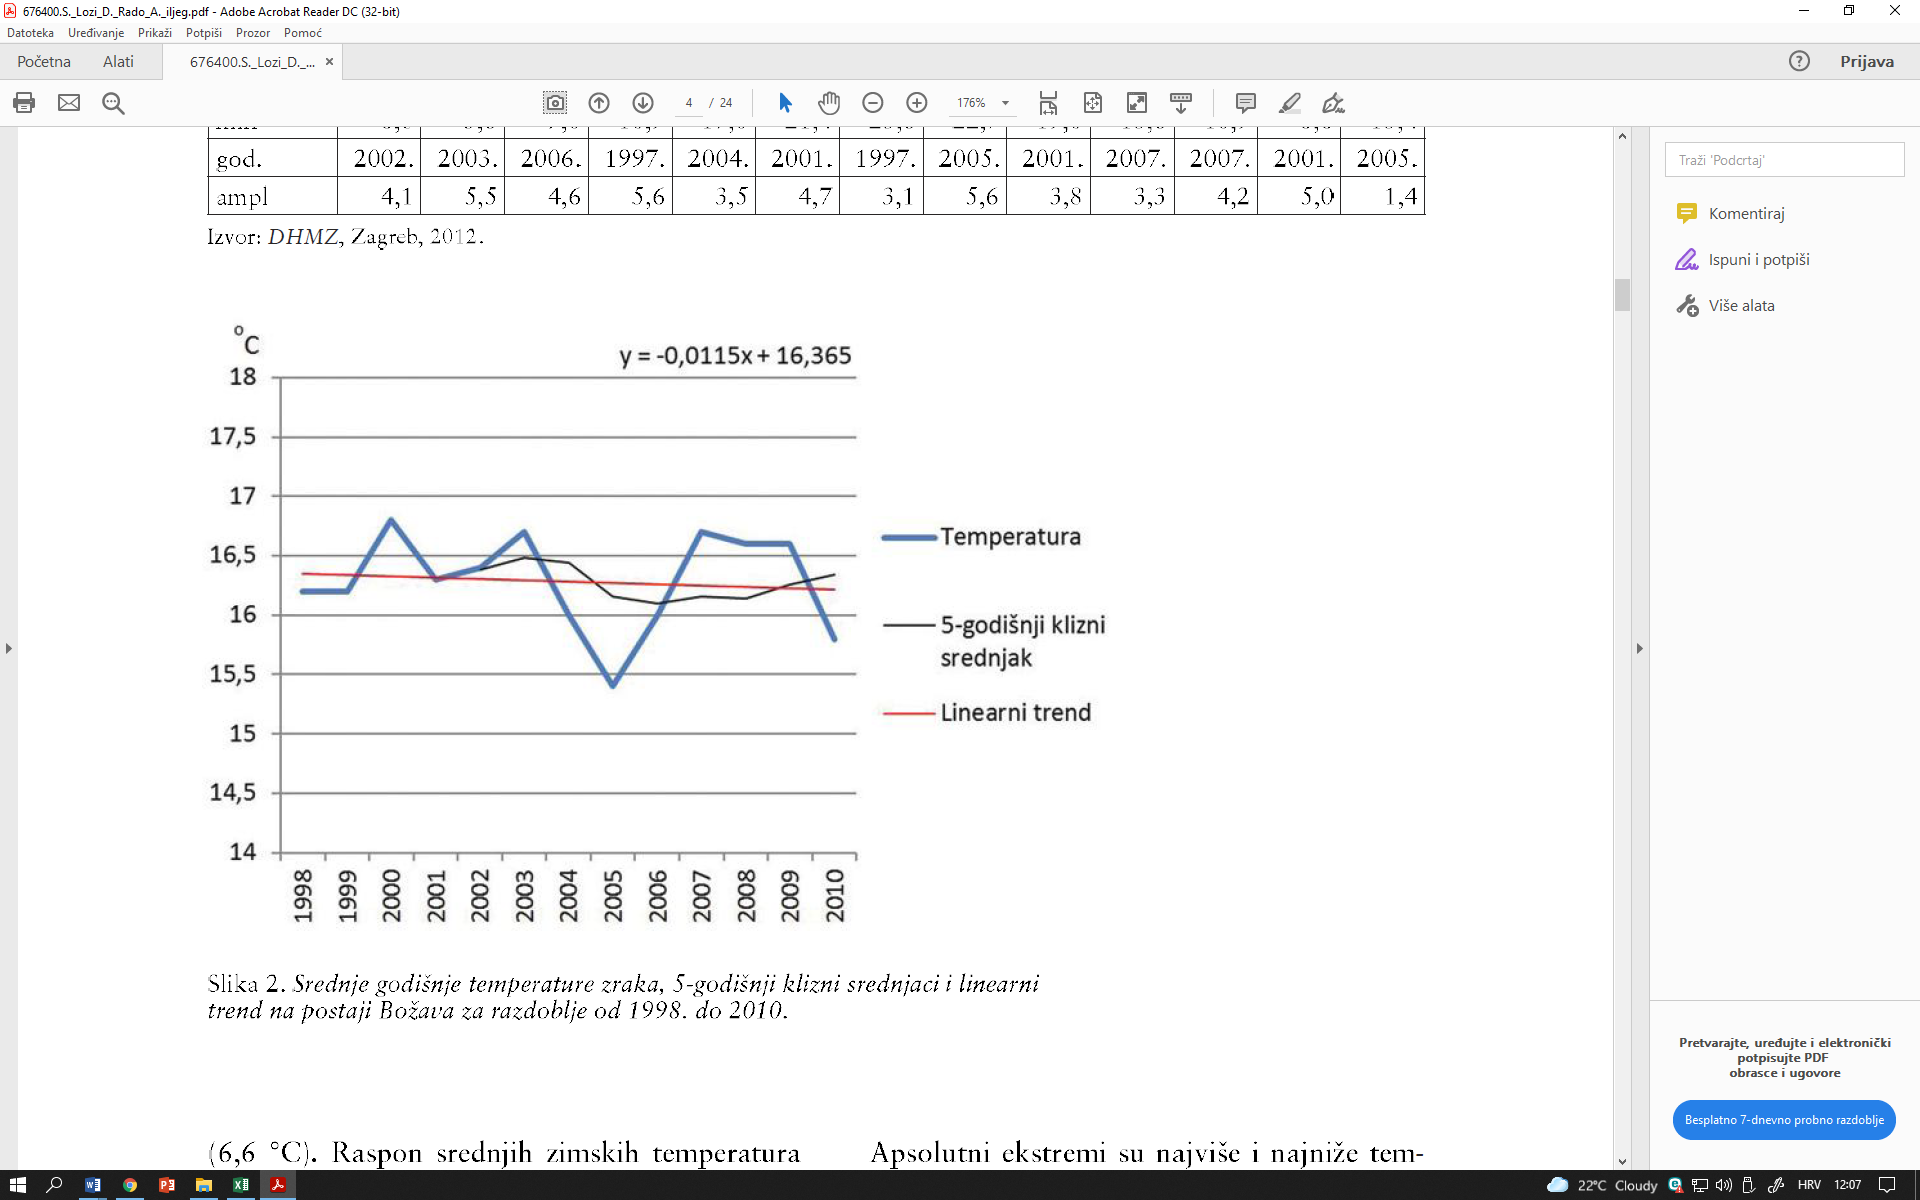 676400.S._Lozi_D._Rado_A._iljeg.pdf - Adobe Acrobat Reader DC (32-bit)
Datoteka Uređivanje Prikaži Potpiši Prozor Pomoć
Početna Alati 676400.S._Lozi_D._... × Prijava
4 / 24 176%
god. 2002. 2003. 2006. 1997. 2004. 2001. 1997. 2005. 2001. 2007. 2007. 2001. 2005.
ampl 4,1 5,5 4,6 5,6 3,5 4,7 3,1 5,6 3,8 3,3 4,2 5,0 1,4
Izvor: DHMZ, Zagreb, 2012.
°C
y = -0,0115x + 16,365
18
17,5
17
16,5
16
15,5
15
14,5
14
1998 1999 2000 2001 2002 2003 2004 2005 2006 2007 2008 2009 2010
Temperatura
5-godišnji klizni
srednjak
Linearni trend
Slika 2. Srednje godišnje temperature zraka, 5-godišnji klizni srednjaci i linearni
trend na postaji Božava za razdoblje od 1998. do 2010.
(6,6 °C). Raspon srednjih zimskih temperatura
Apsolutni ekstremi su najviše i najniže tem-
Traži 'Podcrtaj'
Komentiraj
Ispuni i potpiši
Više alata
Pretvarajte, uređujte i elektronički
potpisujte PDF
obrasce i ugovore
Besplatno 7-dnevno probno razdoblje
22°C Cloudy HRV 12:07